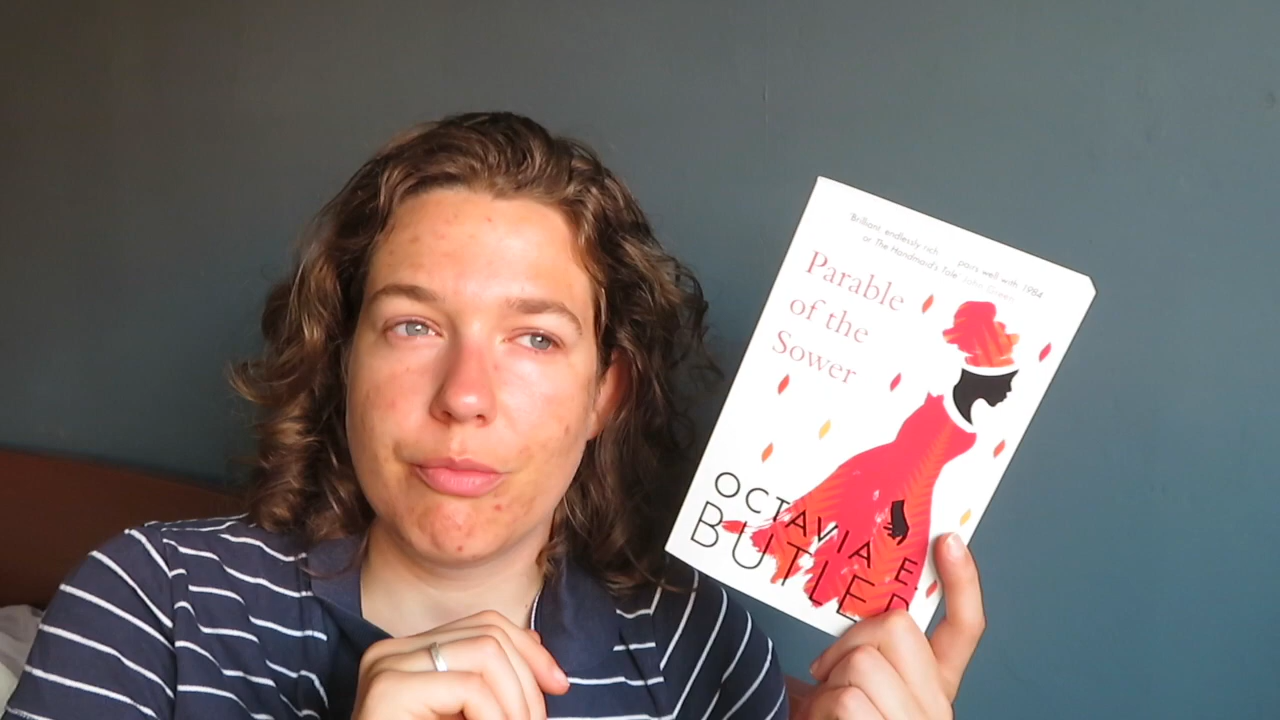 'Brilliant, endlessly rich pairs well with 1984
or The Handmaid's Tale' John Green
Parable
of the
Sower
OCTAVIA E
BUTLER